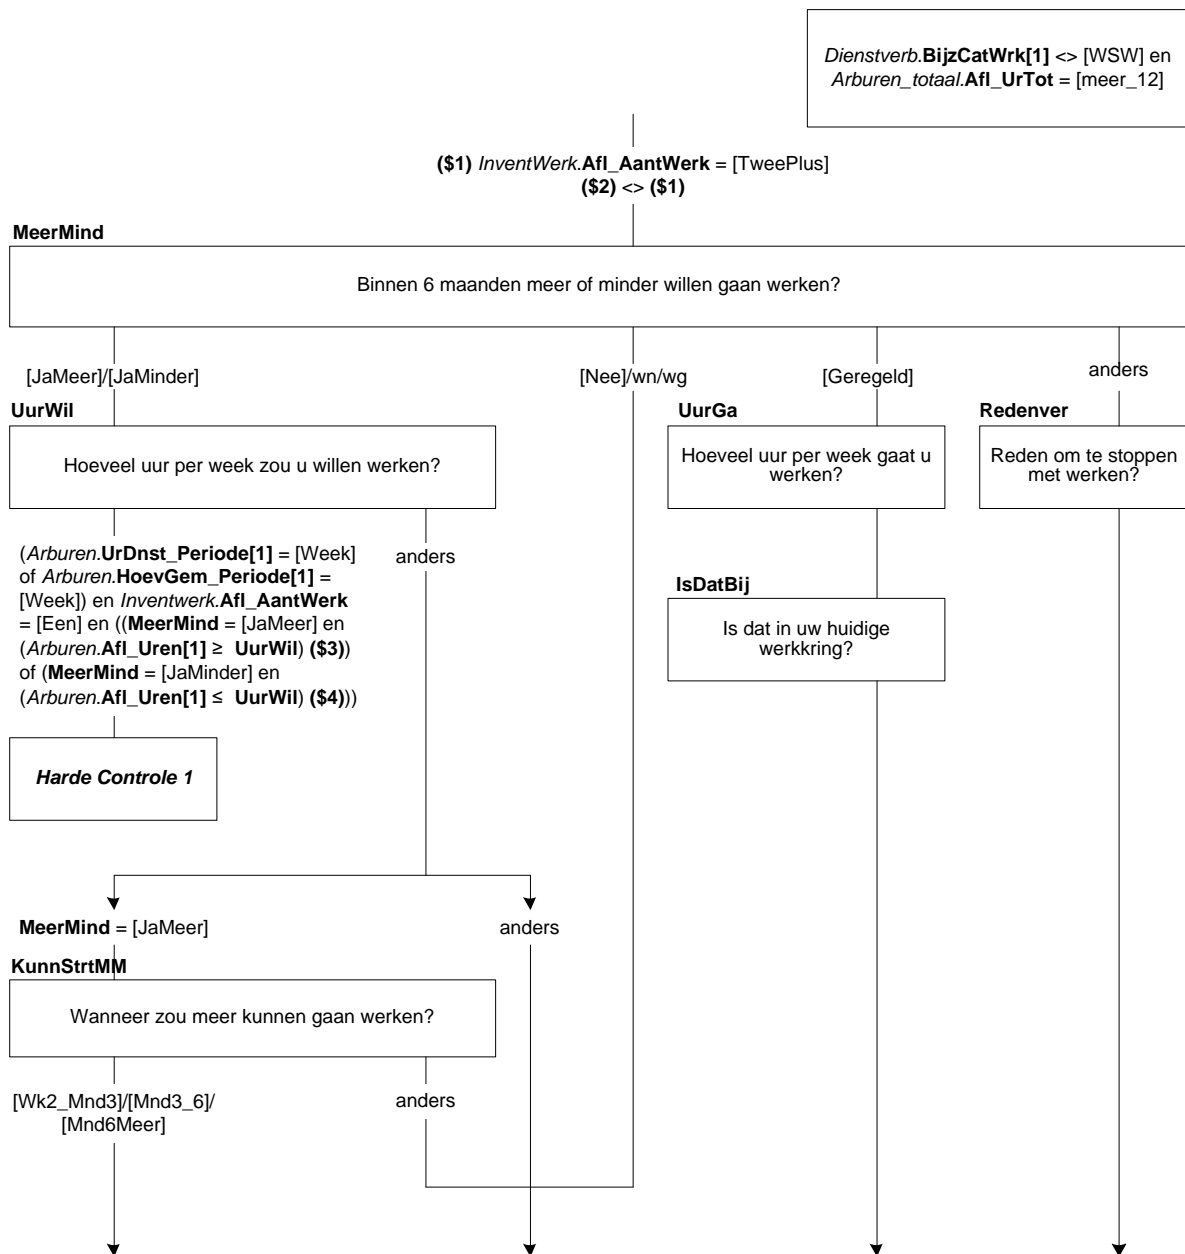 Dienstverb.BijzCatWrk[1] <> [WSW] en
Arburen_totaal.Afl_UrTot = [meer_12]
($1) InventWerk.Afl_AantWerk = [TweePlus]
($2) <> ($1)
MeerMind
Binnen 6 maanden meer of minder willen gaan werken?
[JaMeer]/[JaMinder]
[Nee]/wn/wg
[Geregeld]
anders
UurWil
Hoeveel uur per week zou u willen werken?
UurGa
Hoeveel uur per week gaat u
werken?
Redenver
Reden om te stoppen
met werken?
(Arburen.UrDnst_Periode[1] = [Week]
of Arburen.HoevGem_Periode[1] =
[Week]) en Inventwerk.Afl_AantWerk
= [Een] en ((MeerMind = [JaMeer] en
(Arburen.Afl_Uren[1] ≥ UurWil) ($3))
of (MeerMind = [JaMinder] en
(Arburen.Afl_Uren[1] ≤ UurWil) ($4)))
anders
IsDatBij
Is dat in uw huidige
werkkring?
Harde Controle 1
MeerMind = [JaMeer]
anders
KunnStrtMM
Wanneer zou meer kunnen gaan werken?
[Wk2_Mnd3]/[Mnd3_6]/
[Mnd6Meer]
anders